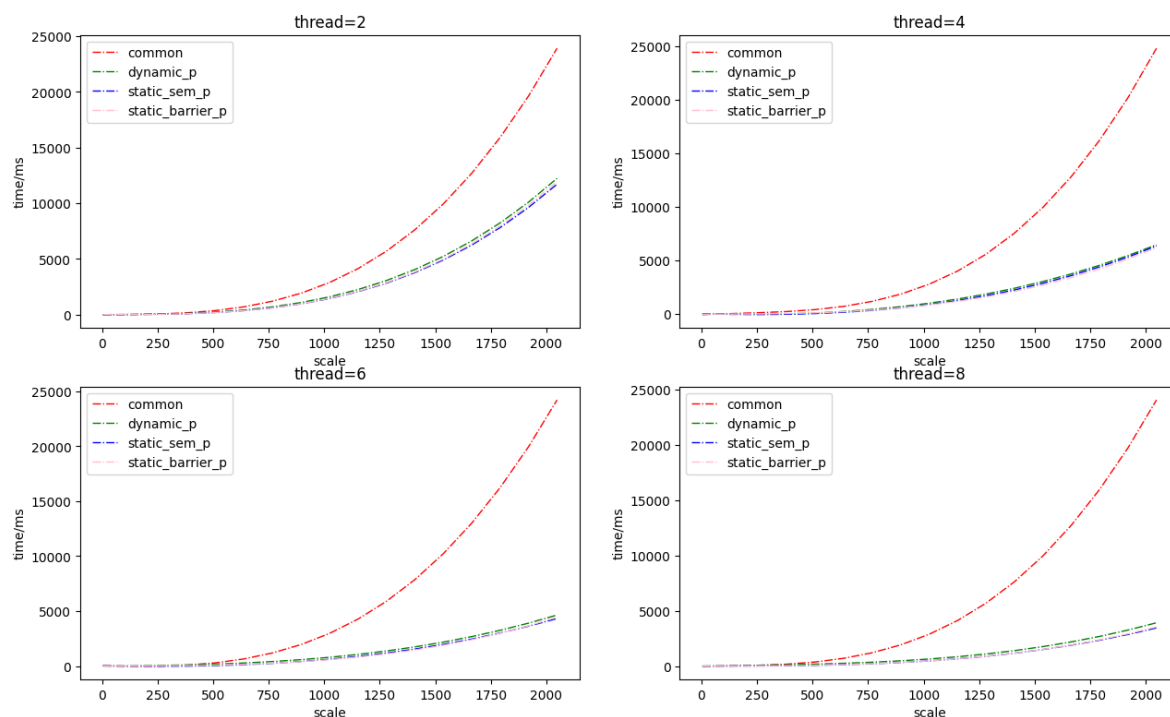 thread=2
25000
20000
15000
10000
5000
0
time/ms
common
dynamic_p
static_sem_p
static_barrier_p
0 250 500 750 1000 1250 1500 1750 2000
scale
thread=4
25000
20000
15000
10000
5000
0
time/ms
common
dynamic_p
static_sem_p
static_barrier_p
0 250 500 750 1000 1250 1500 1750 2000
scale
thread=6
25000
20000
15000
10000
5000
0
time/ms
common
dynamic_p
static_sem_p
static_barrier_p
0 250 500 750 1000 1250 1500 1750 2000
scale
thread=8
25000
20000
15000
10000
5000
0
time/ms
common
dynamic_p
static_sem_p
static_barrier_p
0 250 500 750 1000 1250 1500 1750 2000
scale